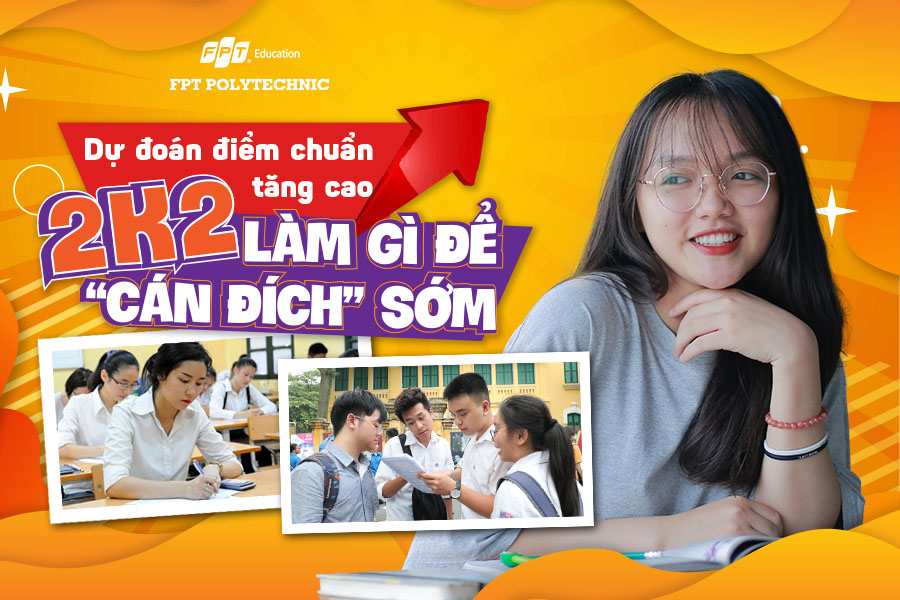 FPT Education
FPT POLYTECHNIC
Dự đoán điểm chuẩn
tăng cao
2K2 LÀM GÌ ĐỂ
“CÁN ĐÍCH” SỚM